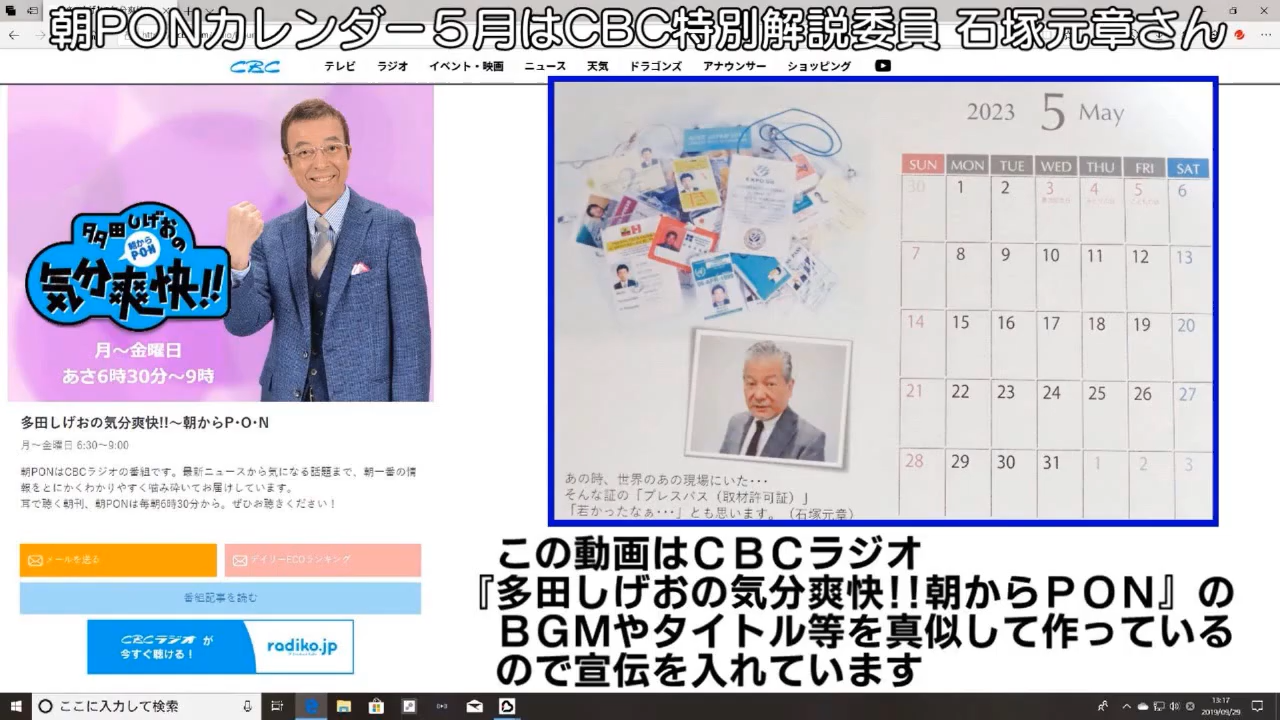 朝PONカレンダー５月はCBC特別解説委員 石塚元章さん
CBC
テレビ
ラジオ
イベント・映画
ニュース
天気
ドラゴンズ
アナウンサー
ショッピング
多田しげおの
朝から
PON
気分爽快!!
月～金曜日
あさ6時30分～9時
多田しげおの気分爽快!!～朝からP・O・N
月～金曜日 6:30～9:00
朝PONはCBCラジオの番組です。最新ニュースから気になる話題まで、朝一番の情
報をとにかくわかりやすく噛み砕いてお届けしています。
耳で聴く朝刊、朝PONは毎朝6時30分から。ぜひお聴きください！
メールを送る
デイリーECOランキング
番組記事を読む
CBCラジオ が
今すぐ聴ける！
radiko.jp
2023 5 May
SUN MON TUE WED THU FRI SAT
30 1 2 3 4 5 6
7 8 9 10 11 12 13
14 15 16 17 18 19 20
21 22 23 24 25 26 27
28 29 30 31 1 2 3
あの時、世界のあの現場にいた･･･
そんな証の「プレスパス（取材許可証）」
「若かったなぁ･･･」とも思います。（石塚元章）
この動画はＣＢＣラジオ
『多田しげおの気分爽快!!朝からＰＯＮ』の
ＢＧＭやタイトル等を真似して作っている
ので宣伝を入れています
ここに入力して検索
13:17
2019/09/29